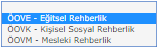 ÖOVE - Eğitsel Rehberlik
ÖOVK - Kişisel Sosyal Rehberlik
ÖOVM - Mesleki Rehberlik